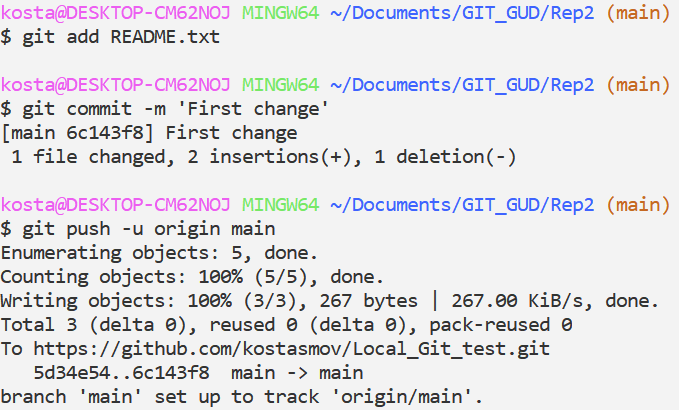 kosta@DESKTOP-CM62NOJ MINGW64 ~/Documents/GIT_GUD/Rep2 (main)
$ git add README.txt
kosta@DESKTOP-CM62NOJ MINGW64 ~/Documents/GIT_GUD/Rep2 (main)
$ git commit -m 'First change'
[main 6c143f8] First change
 1 file changed, 2 insertions(+), 1 deletion(-)
kosta@DESKTOP-CM62NOJ MINGW64 ~/Documents/GIT_GUD/Rep2 (main)
$ git push -u origin main
Enumerating objects: 5, done.
Counting objects: 100% (5/5), done.
Writing objects: 100% (3/3), 267 bytes | 267.00 KiB/s, done.
Total 3 (delta 0), reused 0 (delta 0), pack-reused 0
To https://github.com/kostasmov/Local_Git_test.git
   5d34e54..6c143f8  main -> main
branch 'main' set up to track 'origin/main'.